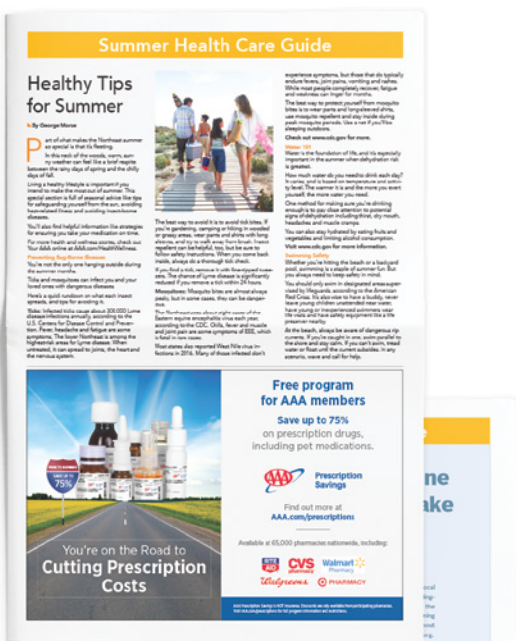 Summer Health Care Guide
Healthy Tips
for Summer
By George Morse
Part of what makes the Northeast summer
so special is that it's fleeting.
In this neck of the woods, warm, sun-
ny weather can feel like a brief respite
between the rainy days of spring and the chilly
days of fall.
Living a healthy lifestyle is important if you
intend to make the most out of summer. This
special section is full of seasonal advice like tips
for safeguarding yourself from the sun, avoiding
heat-related illness and avoiding insect-borne
diseases.
You'll also find helpful information like strategies
for ensuring you take your medication on time.
For more health and wellness stories, check out
Your AAA online at AAA.com/HealthWellness.
Preventing Bug-Borne Illnesses
You're not the only one hanging outside during
the summer months.
Ticks and mosquitoes can infect you and your
loved ones with dangerous diseases.
Here's a quick rundown on what each insect
spreads, and tips for avoiding it.
Ticks: Infected ticks cause about 300,000 Lyme
disease infections annually, according to the
U.S. Centers for Disease Control and Preven-
tion. Fever, headache and fatigue are some
symptoms. The lower Northeast is among the
highest-risk areas for Lyme disease. When
untreated, it can spread to joints, the heart and
the nervous system.
The best way to avoid it is to avoid tick bites. If
you're gardening, camping or hiking in wooded
or grassy areas, wear pants and shirts with long
sleeves, and try to walk away from brush. Insect
repellent can be helpful, too, but be sure to
follow safety instructions. When you come back
inside, always do a thorough tick check.
If you find a tick, remove it with fine-tipped twee-
zers. The chance of Lyme disease is significantly
reduced if you remove a tick within 24 hours.
Mosquitoes: Mosquito bites are almost always
pesky, but in some cases, they can be danger-
ous.
The Northeast sees about eight cases of the
Eastern equine encephalitis virus each year,
according to the CDC. Chills, fever and muscle
and joint pain are some symptoms of EEE, which
is fatal in rare cases.
Most states also reported West Nile virus in-
fections in 2016. Many of those infected don't
experience symptoms, but those that do typically
endure fevers, joint pains, vomiting and rashes.
While most people completely recover, fatigue
and weakness can linger for months.
The best way to protect yourself from mosquito
bites is to wear pants and long-sleeved shirts,
use mosquito repellent and stay inside during
peak mosquito periods. Use a net if you're
sleeping outdoors.
Check out www.cdc.gov for more.
Water 101
Water is the foundation of life, and it's especially
important in the summer when dehydration risk
is greatest.
How much water do you need to drink each day?
It varies, and is based on temperature and activi-
ty level. The warmer it is and the more you exert
yourself, the more water you need.
One method for making sure you're drinking
enough is to pay close attention to potential
signs of dehydration including thirst, dry mouth,
headaches and muscle cramps.
You can also stay hydrated by eating fruits and
vegetables and limiting alcohol consumption.
Visit www.cdc.gov for more information.
Swimming Safety
Whether you're hitting the beach or a backyard
pool, swimming is a staple of summer fun. But
you always need to keep safety in mind.
You should only swim in designated areas super-
vised by lifeguards, according to the American
Red Cross. It's also wise to have a buddy, never
leave young children unattended near water,
have young or inexperienced swimmers wear
life vests and have safety equipment like life
preserver nearby.
At the beach, always be aware of dangerous rip
currents. If you're caught in one, swim parallel to
the shore and stay calm. If you can't swim, tread
water or float until the current subsides. In any
scenario, wave and call for help.
SAVE UP TO
75%
You're on the Road to
Cutting Prescription
Costs
Free program
for AAA members
Save up to 75%
on prescription drugs,
including pet medications.
AAA Prescription
Savings
Find out more at
AAA.com/prescriptions
Available at 65,000 pharmacies nationwide, including:
RITE AID CVS pharmacy Walmart
Walgreens PHARMACY
AAA Prescription Savings is NOT insurance. Discounts are only available from participating pharmacies.
Visit AAA.com/prescriptions for full program information and restrictions.
ne
ake